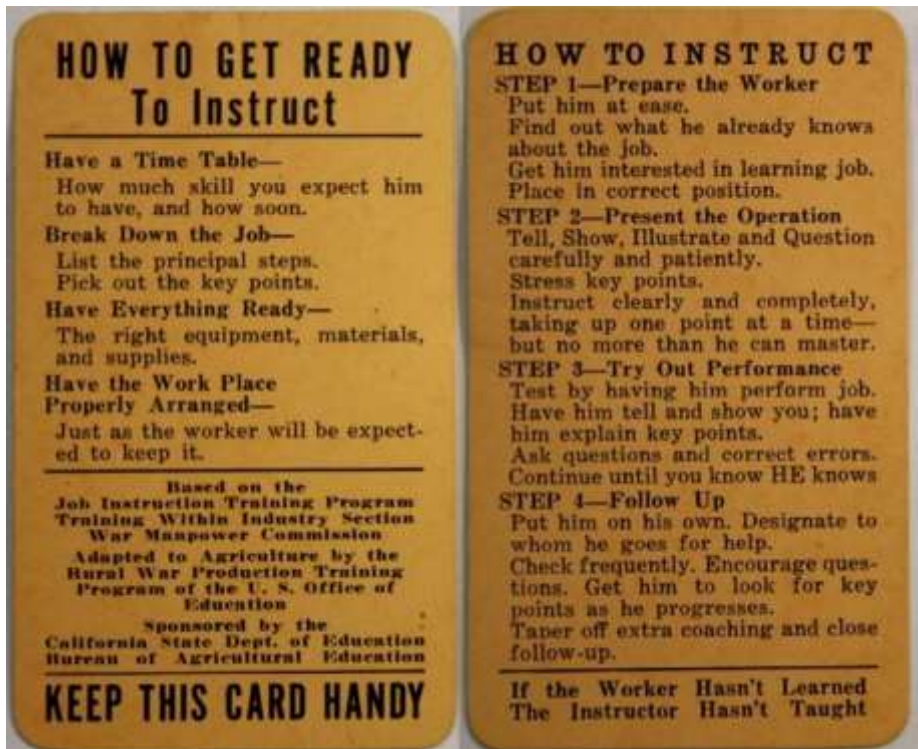 HOW TO GET READY
To Instruct
Have a Time Table—
How much skill you expect him
to have, and how soon.
Break Down the Job—
List the principal steps.
Pick out the key points.
Have Everything Ready—
The right equipment, materials,
and supplies.
Have the Work Place
Properly Arranged—
Just as the worker will be expect-
ed to keep it.
Based on the
Job Instruction Training Program
Training Within Industry Section
War Manpower Commission
Adapted to Agriculture by the
Rural War Production Training
Program of the U. S. Office of
Education
Sponsored by the
California State Dept. of Education
Bureau of Agricultural Education
KEEP THIS CARD HANDY
HOW TO INSTRUCT
STEP 1—Prepare the Worker
Put him at ease.
Find out what he already knows
about the job.
Get him interested in learning job.
Place in correct position.
STEP 2—Present the Operation
Tell, Show, Illustrate and Question
carefully and patiently.
Stress key points.
Instruct clearly and completely,
taking up one point at a time—
but no more than he can master.
STEP 3—Try Out Performance
Test by having him perform job.
Have him tell and show you; have
him explain key points.
Ask questions and correct errors.
Continue until you know HE knows
STEP 4—Follow Up
Put him on his own. Designate to
whom he goes for help.
Check frequently. Encourage ques-
tions. Get him to look for key
points as he progresses.
Taper off extra coaching and close
follow-up.
If the Worker Hasn't Learned
The Instructor Hasn't Taught